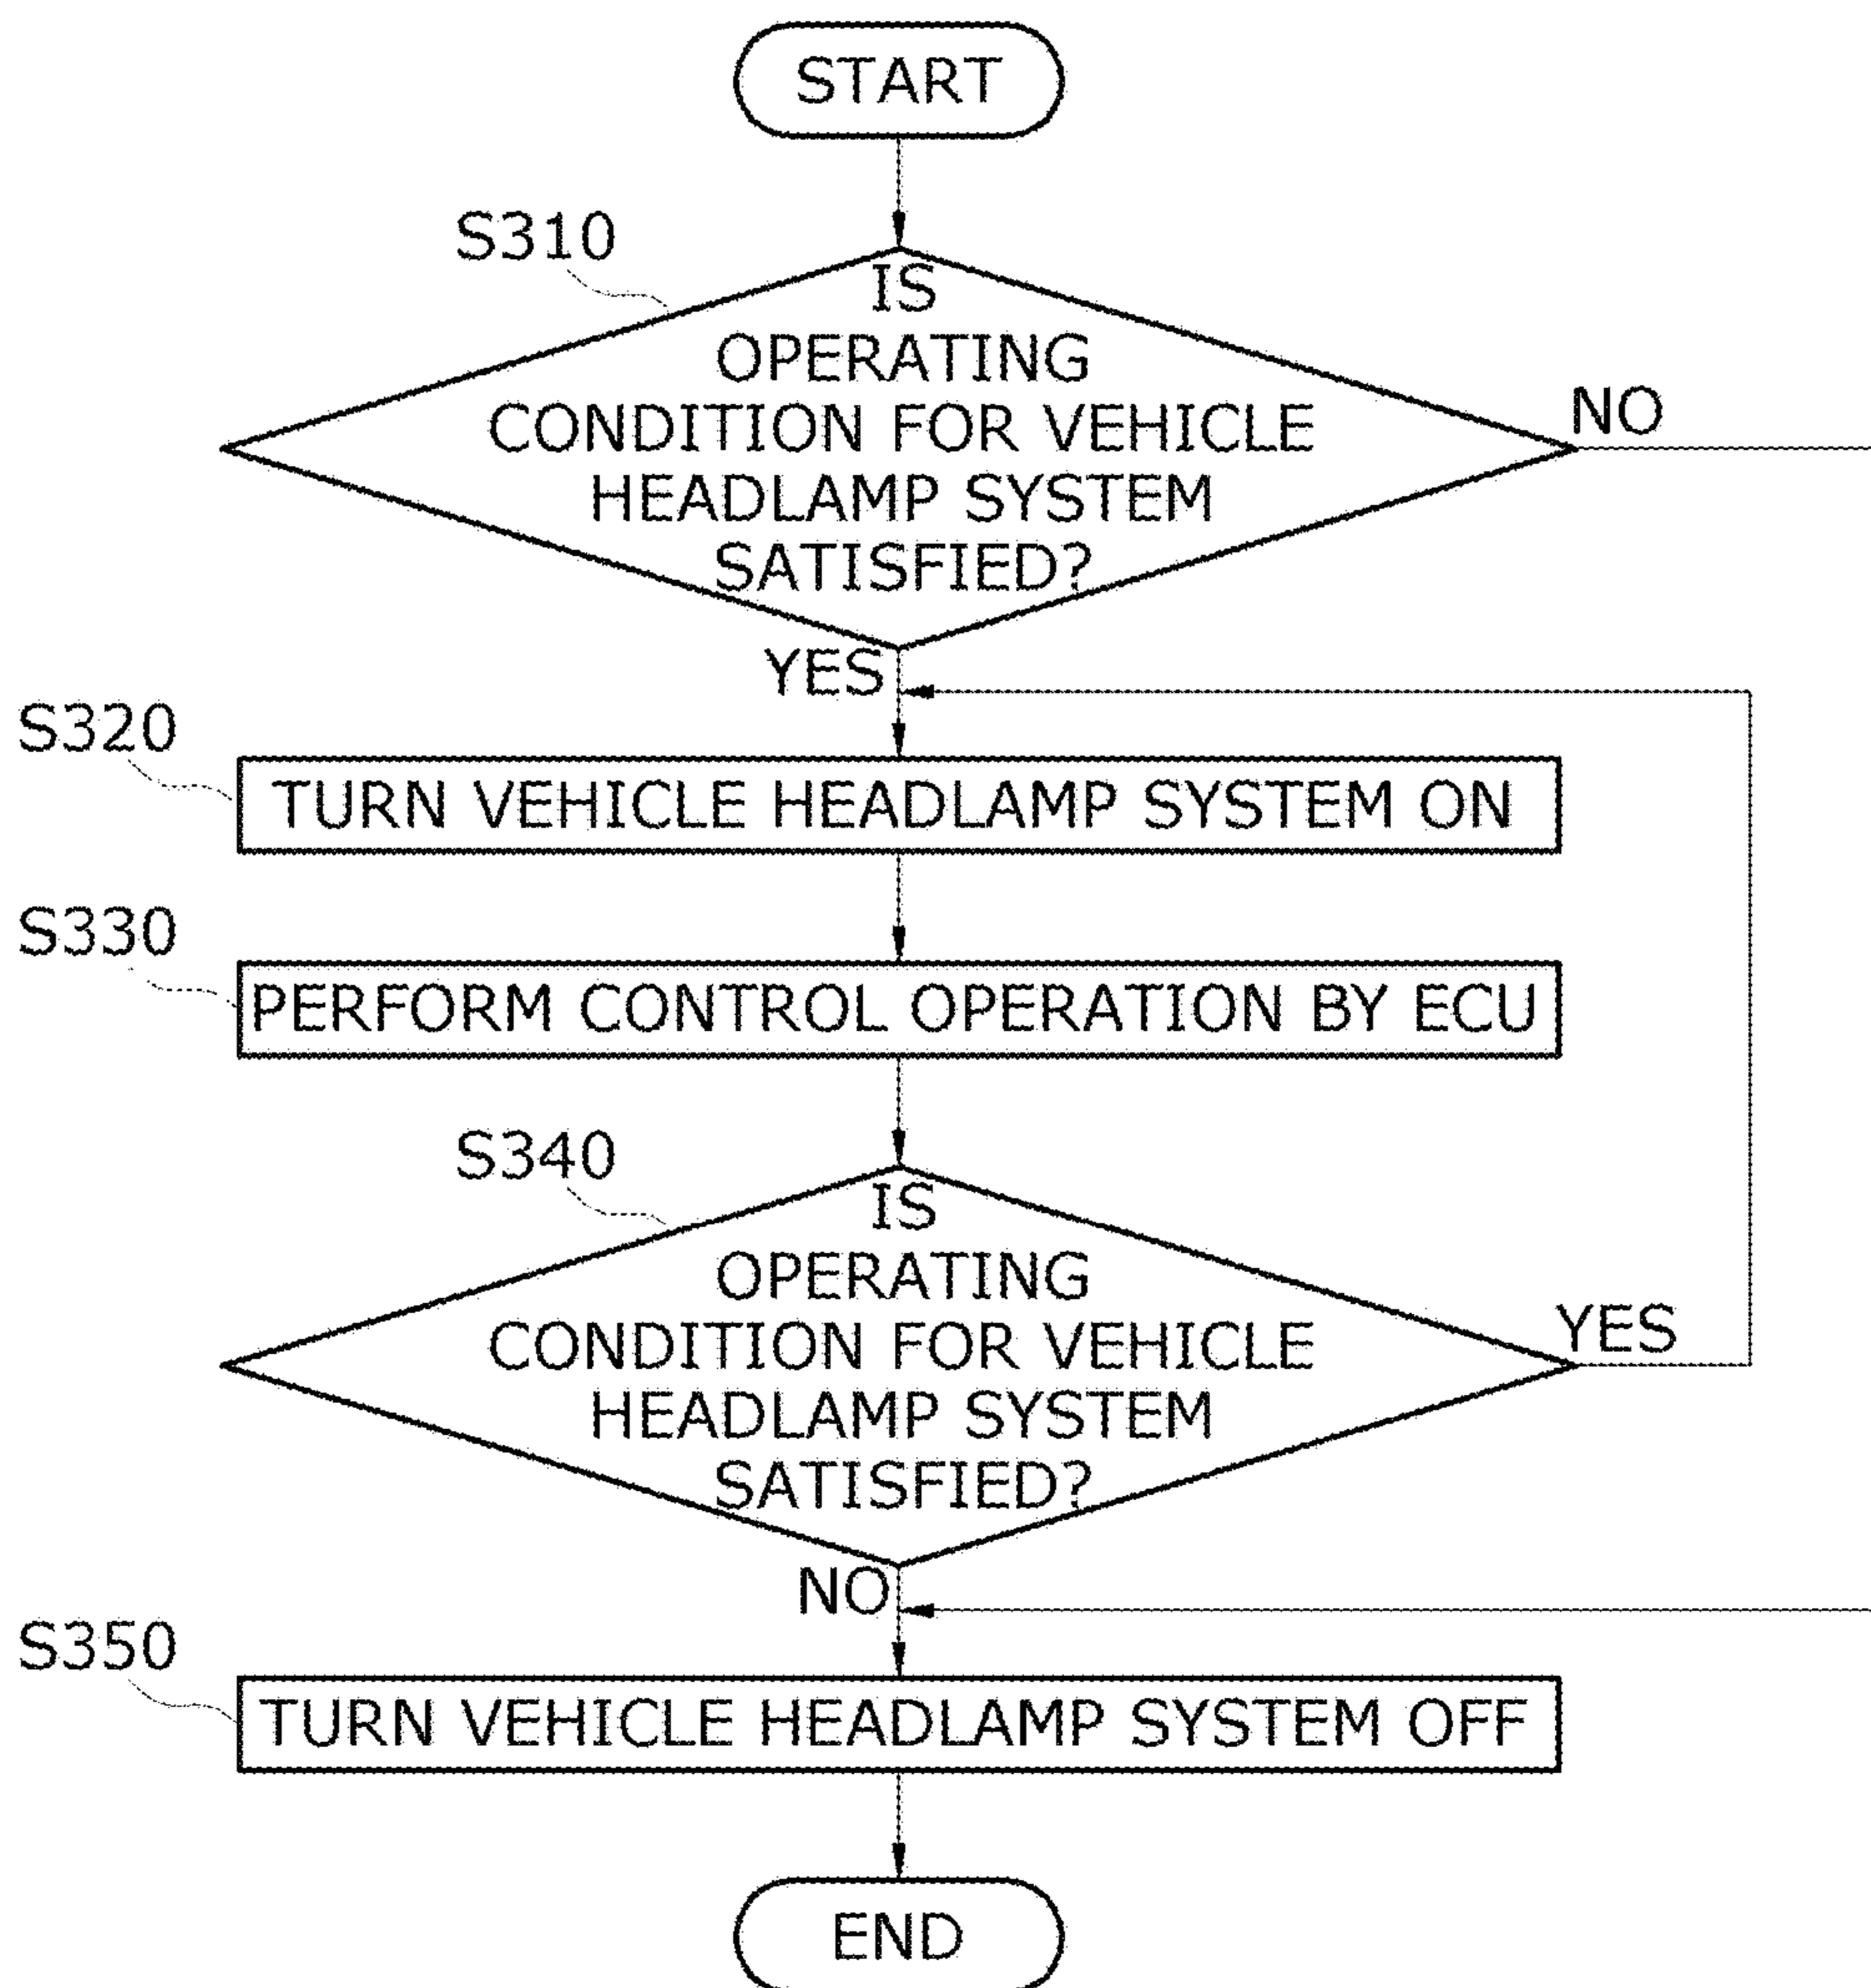 START
S310
IS
OPERATING
CONDITION FOR VEHICLE
HEADLAMP SYSTEM
SATISFIED?
NO
YES
S320
TURN VEHICLE HEADLAMP SYSTEM ON
S330
PERFORM CONTROL OPERATION BY ECU
S340
IS
OPERATING
CONDITION FOR VEHICLE
HEADLAMP SYSTEM
SATISFIED?
YES
NO
S350
TURN VEHICLE HEADLAMP SYSTEM OFF
END